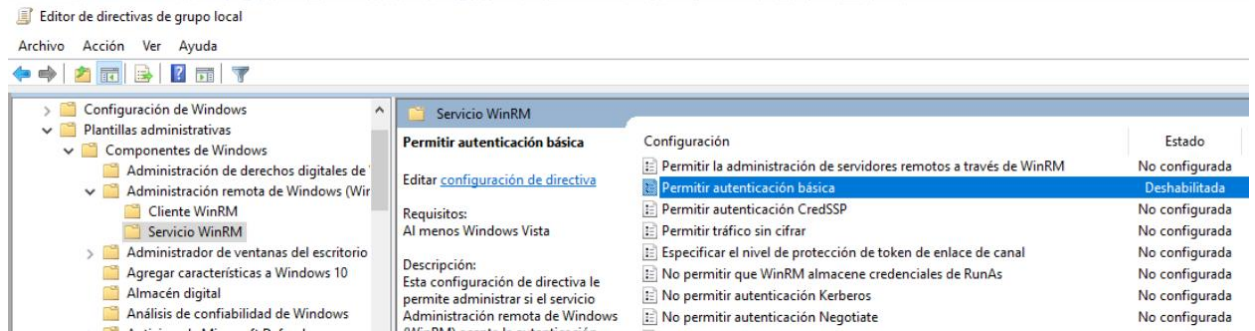 Editor de directivas de grupo local
Archivo Acción Ver Ayuda
Configuración de Windows
Plantillas administrativas
Componentes de Windows
Administración de derechos digitales de
Administración remota de Windows (Wir
Cliente WinRM
Servicio WinRM
Administrador de ventanas del escritorio
Agregar características a Windows 10
Almacén digital
Análisis de confiabilidad de Windows
Servicio WinRM
Permitir autenticación básica
Editar configuración de directiva
Requisitos:
Al menos Windows Vista
Descripción:
Esta configuración de directiva le
permite administrar si el servicio
Administración remota de Windows
Configuración Estado
Permitir la administración de servidores remotos a través de WinRM No configurada
Permitir autenticación básica Deshabilitada
Permitir autenticación CredSSP No configurada
Permitir tráfico sin cifrar No configurada
Especificar el nivel de protección de token de enlace de canal No configurada
No permitir que WinRM almacene credenciales de RunAs No configurada
No permitir autenticación Kerberos No configurada
No permitir autenticación Negotiate No configurada